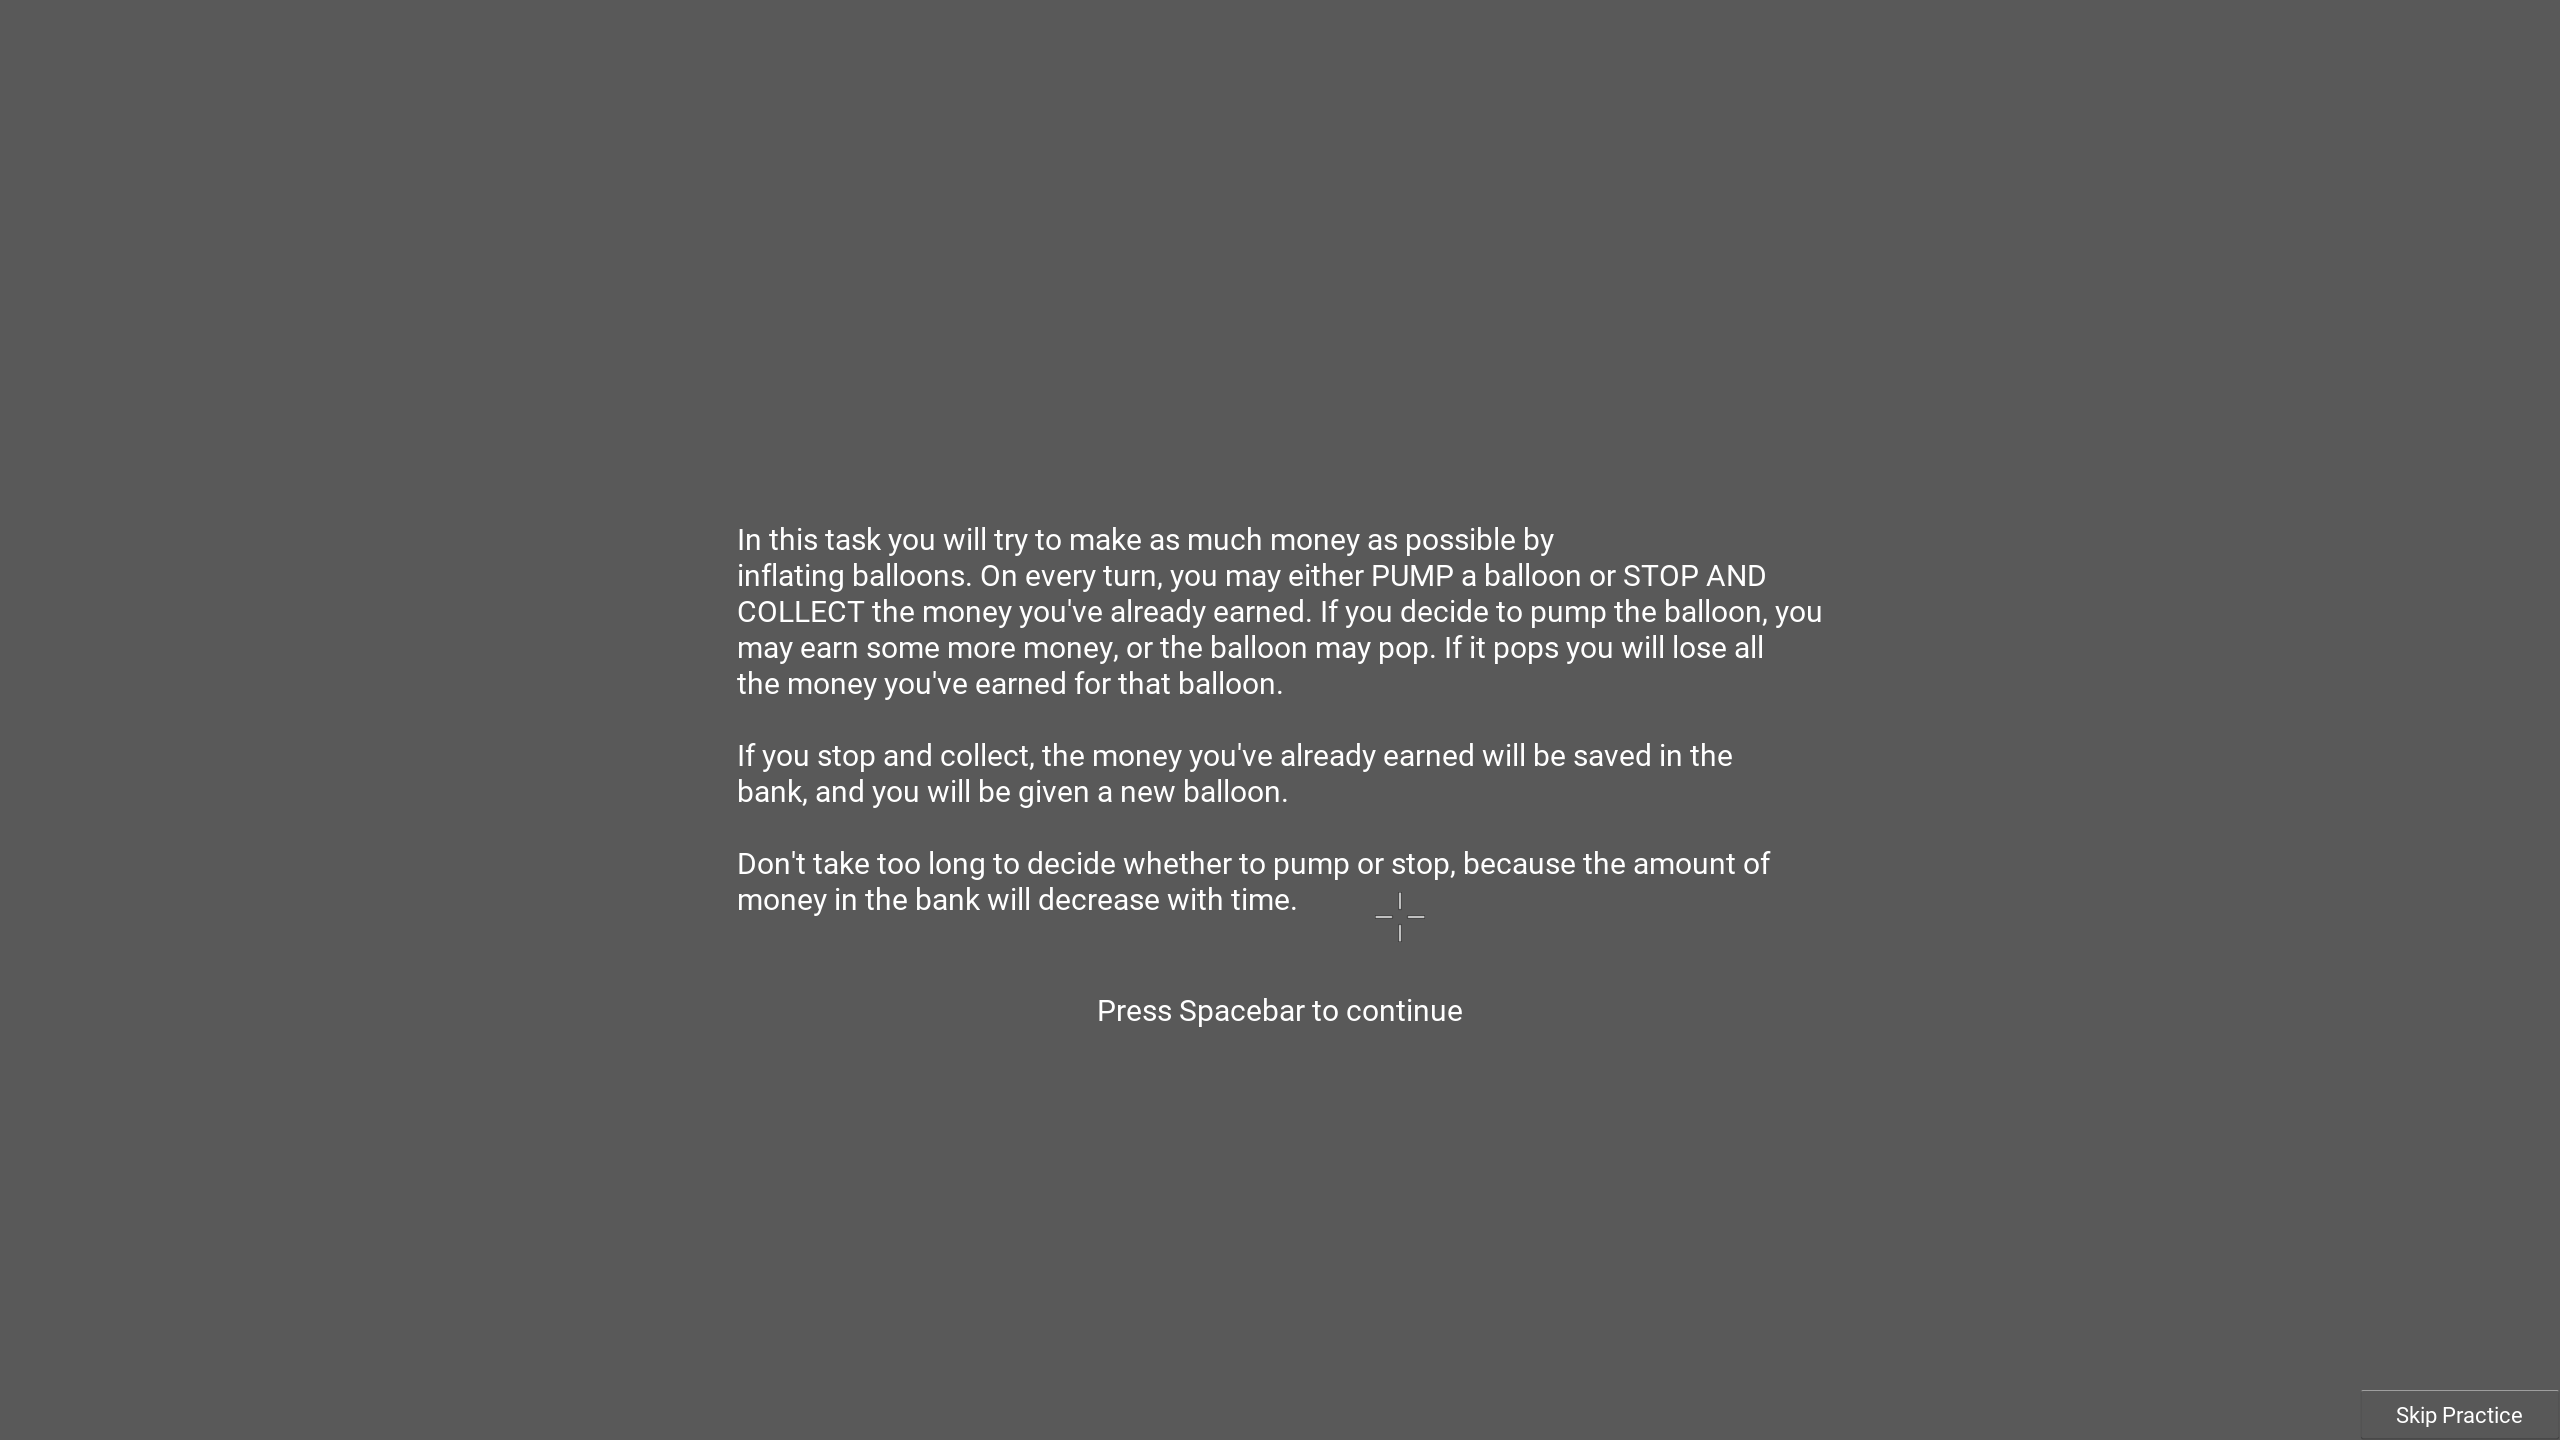 In this task you will try to make as much money as possible by
inflating balloons. On every turn, you may either PUMP a balloon or STOP AND
COLLECT the money you've already earned. If you decide to pump the balloon, you
may earn some more money, or the balloon may pop. If it pops you will lose all
the money you've earned for that balloon.
If you stop and collect, the money you've already earned will be saved in the
bank, and you will be given a new balloon.
Don't take too long to decide whether to pump or stop, because the amount of
money in the bank will decrease with time.
Press Spacebar to continue
Skip Practice